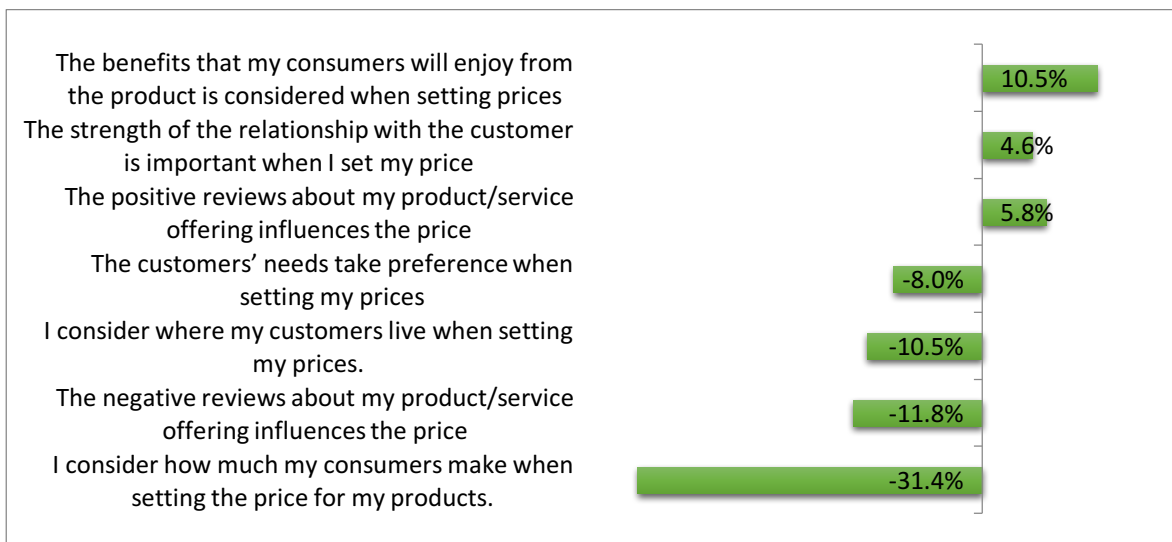 The benefits that my consumers will enjoy from
the product is considered when setting prices
10.5%
The strength of the relationship with the customer
is important when I set my price
4.6%
The positive reviews about my product/service
offering influences the price
5.8%
The customers’ needs take preference when
setting my prices
-8.0%
I consider where my customers live when setting
my prices.
-10.5%
The negative reviews about my product/service
offering influences the price
-11.8%
I consider how much my consumers make when
setting the price for my products.
-31.4%